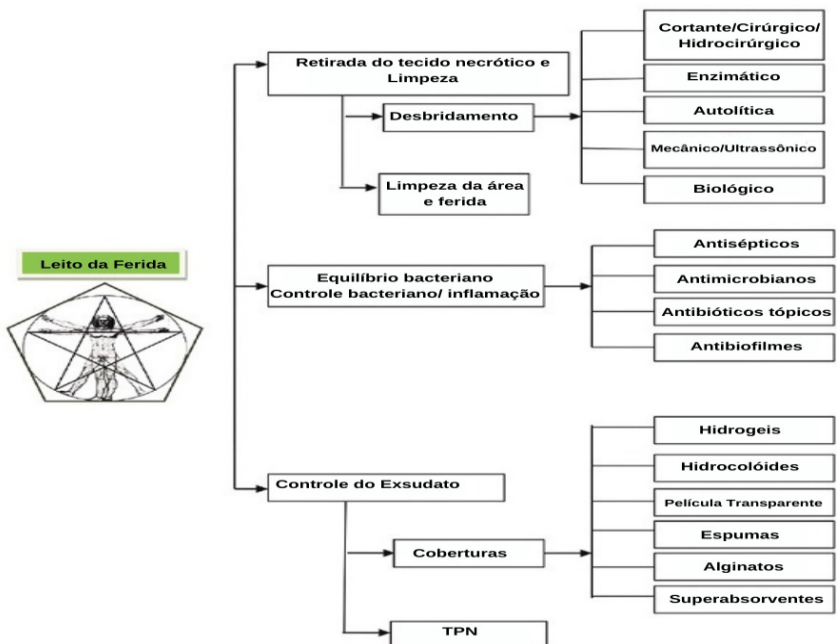 Leito da Ferida
Retirada do tecido necrótico e
Limpeza
Desbridamento
Cortante/Cirúrgico/
Hidrocirúrgico
Enzimático
Autolítica
Mecânico/Ultrassônico
Biológico
Limpeza da área
e ferida
Equilíbrio bacteriano
Controle bacteriano/ inflamação
Antisépticos
Antimicrobianos
Antibióticos tópicos
Antibiofilmes
Controle do Exsudato
Coberturas
Hidrogeis
Hidrocolóides
Película Transparente
Espumas
Alginatos
Superabsorventes
TPN